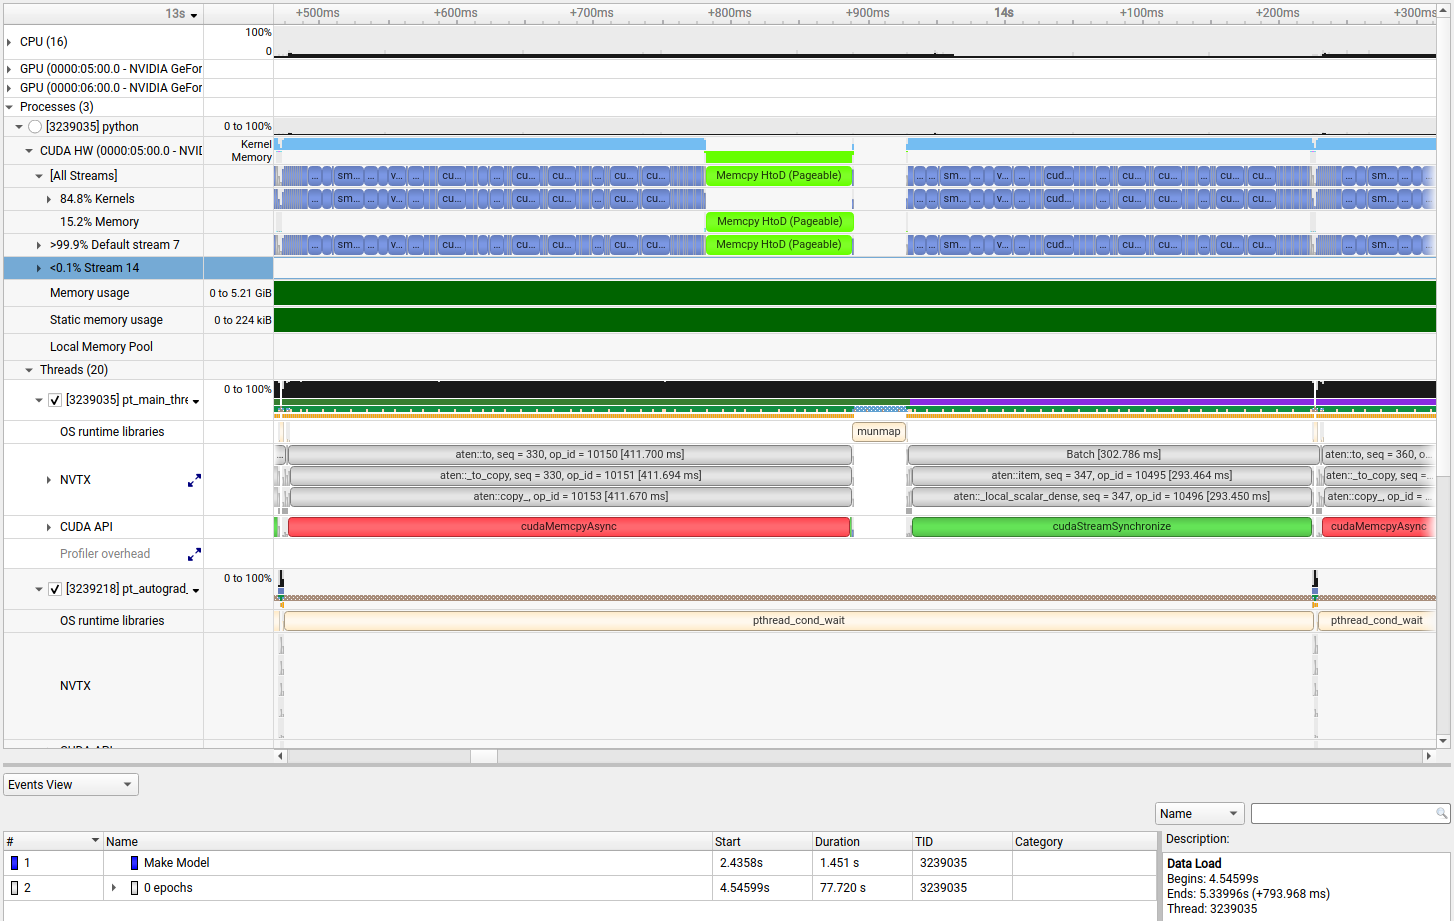 13s +500ms +600ms +700ms +800ms +900ms 14s +100ms +200ms +300ms
CPU (16) 100%
0
GPU (0000:05:00.0 - NVIDIA GeFor
GPU (0000:06:00.0 - NVIDIA GeFor
Processes (3)
[3239035] python 0 to 100%
CUDA HW (0000:05:00.0 - NVID Kernel
Memory
[All Streams] ... sm... ... v... ... cu... ... ... cu... ... cu... ... cu... cu... Memcpy HtoD (Pageable) ... ... sm... ... v... ... cud... ... cu... cu... ... cu... cu... ... sm... ... cu...
84.8% Kernels ... sm... ... v... ... cu... ... ... cu... ... cu... ... cu... cu... ... ... sm... ... v... ... cud... ... cu... cu... ... cu... cu... ... sm... ... cu...
15.2% Memory Memcpy HtoD (Pageable)
>99.9% Default stream 7 ... sm... ... v... ... cu... ... ... cu... ... cu... ... cu... cu... Memcpy HtoD (Pageable) ... ... sm... ... v... ... cud... ... cu... cu... ... cu... cu... ... sm... ... cu...
<0.1% Stream 14
Memory usage 0 to 5.21 GiB
Static memory usage 0 to 224 kiB
Local Memory Pool
Threads (20)
[3239035] pt_main_thre 0 to 100%
OS runtime libraries munmap
... aten::to, seq = 330, op_id = 10150 [411.700 ms] Batch [302.786 ms] aten::to, seq = 360, o...
NVTX aten::_to_copy, seq = 330, op_id = 10151 [411.694 ms] aten::item, seq = 347, op_id = 10495 [293.464 ms] aten::_to_copy, seq =...
aten::copy_, op_id = 10153 [411.670 ms] aten::_local_scalar_dense, seq = 347, op_id = 10496 [293.450 ms] aten::copy_, op_id = ...
CUDA API cudaMemcpyAsync cudaStreamSynchronize cudaMemcpyAsync
Profiler overhead
[3239218] pt_autograd_ 0 to 100%
OS runtime libraries pthread_cond_wait pthread_cond_wait
NVTX
CUDA API
Events View
Name
# Name Start Duration TID Category
1 Make Model 2.4358s 1.451 s 3239035
2 0 epochs 4.54599s 77.720 s 3239035
Description:
Data Load
Begins: 4.54599s
Ends: 5.33996s (+793.968 ms)
Thread: 3239035